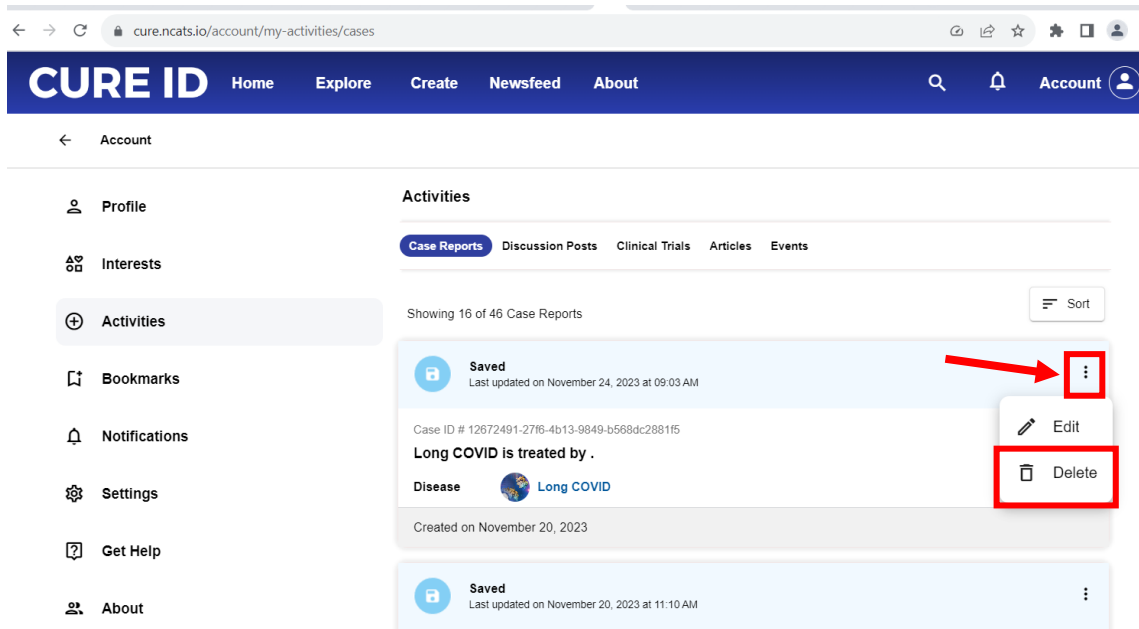 cure.ncats.io/account/my-activities/cases
CURE ID Home Explore Create Newsfeed About Account
Account
Profile
Interests
Activities
Bookmarks
Notifications
Settings
Get Help
About
Activities
Case Reports Discussion Posts Clinical Trials Articles Events
Showing 16 of 46 Case Reports
Sort
Saved
Last updated on November 24, 2023 at 09:03 AM
Edit
Delete
Case ID # 12672491-27f6-4b13-9849-b568dc2881f5
Long COVID is treated by .
Disease Long COVID
Created on November 20, 2023
Saved
Last updated on November 20, 2023 at 11:10 AM